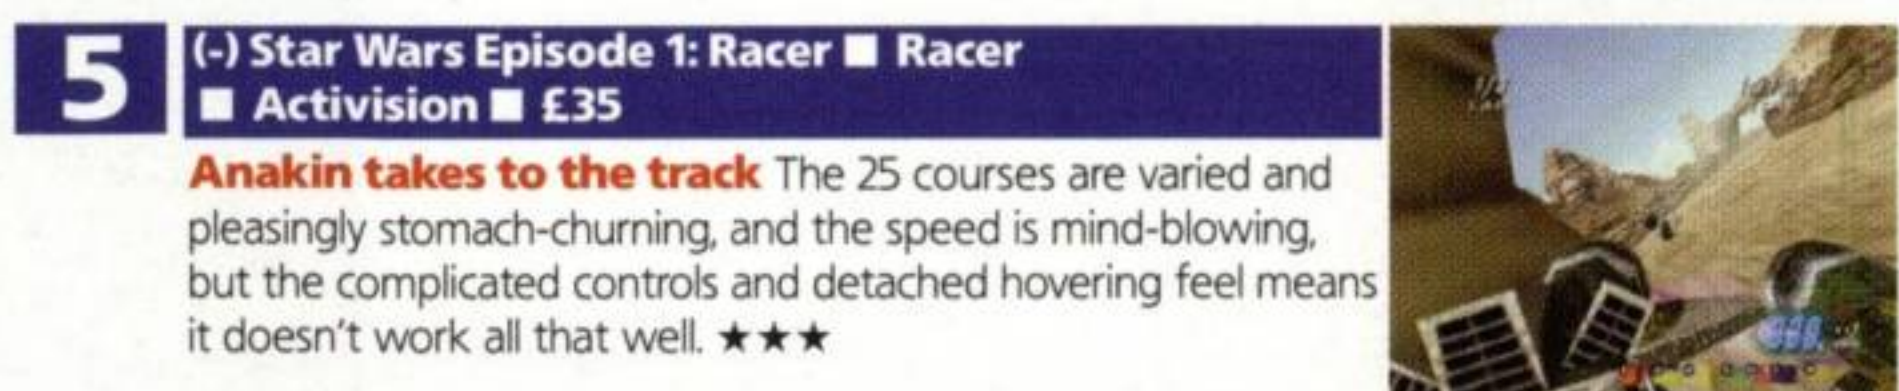 5
(-) Star Wars Episode 1: Racer ■ Racer
■ Activision ■ £35
Anakin takes to the track The 25 courses are varied and
pleasingly stomach-churning, and the speed is mind-blowing,
but the complicated controls and detached hovering feel means
it doesn't work all that well. ★★★